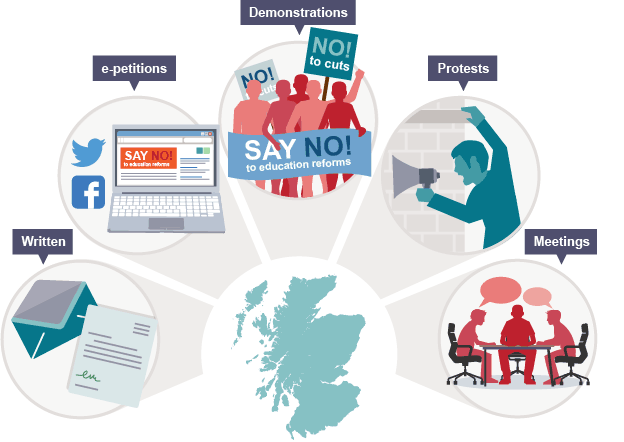 Demonstrations
e-petitions
Protests
NO!
to cuts
NO!
cuts
SAY NO!
to education reforms
SAY NO!
to education reforms
Written
Meetings